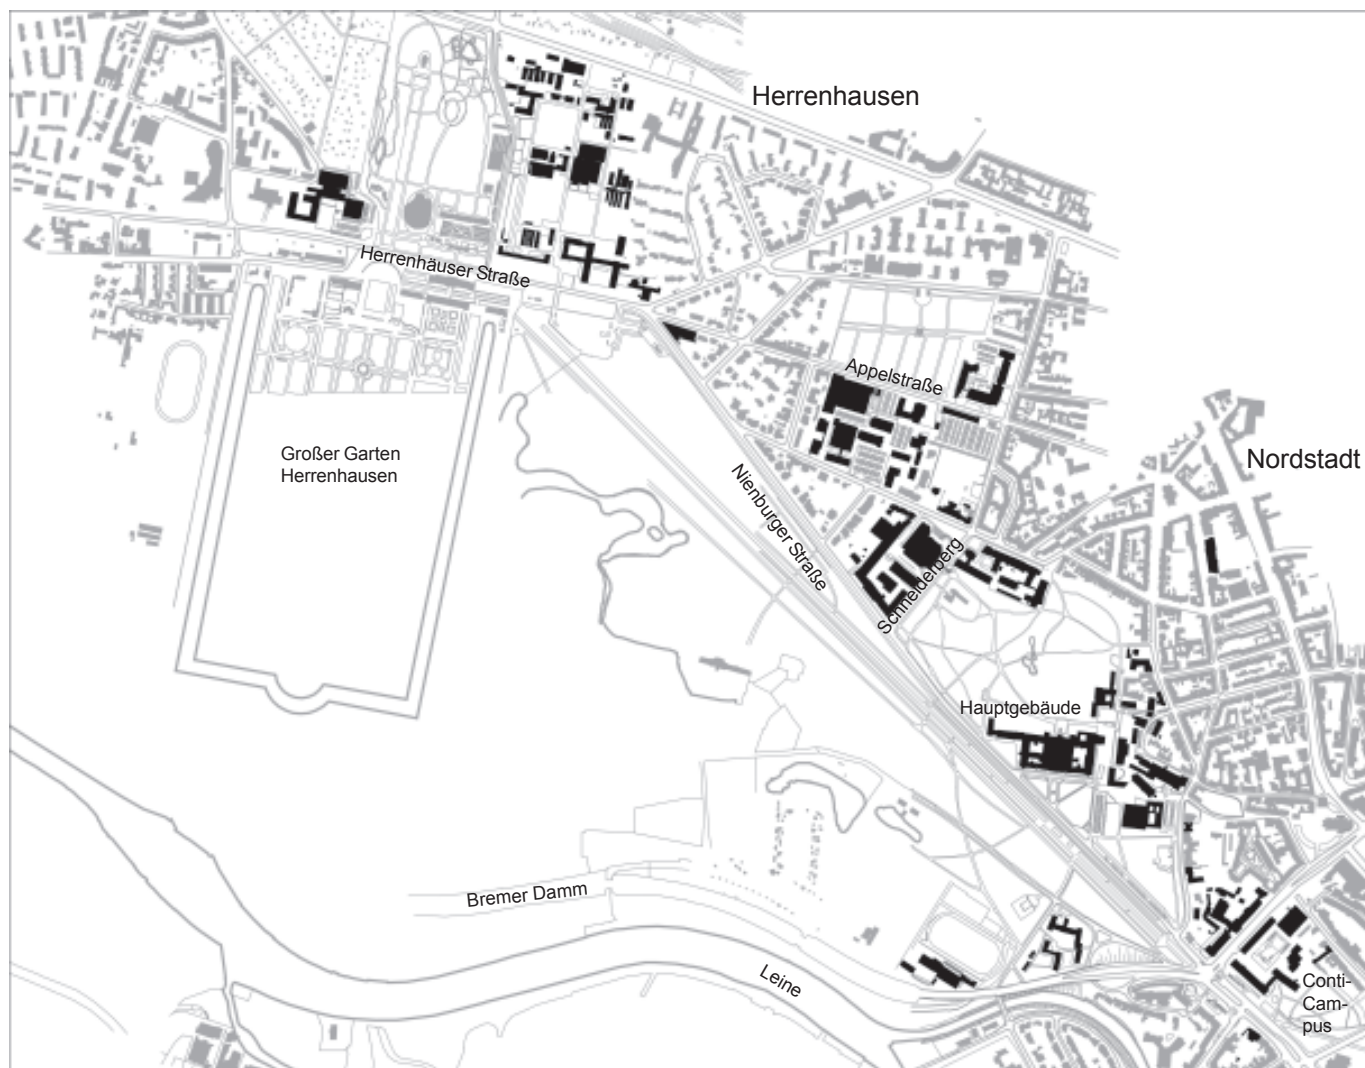 Herrenhausen
Herrenhäuser Straße
Appelstraße
Großer Garten
Herrenhausen
Nordstadt
Nienburger Straße
Schneiderberg
Hauptgebäude
Bremer Damm
Leine
Conti-
Cam-
pus